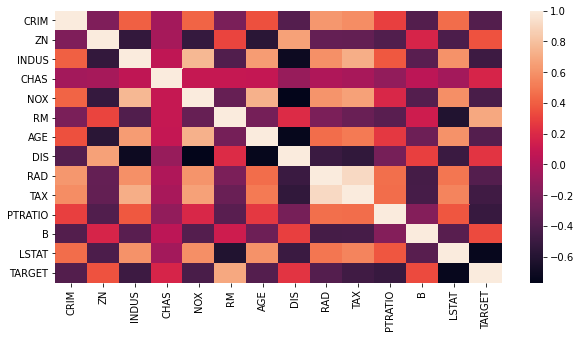 CRIM
ZN
INDUS
CHAS
NOX
RM
AGE
DIS
RAD
TAX
PTRATIO
B
LSTAT
TARGET
CRIM
ZN
INDUS
CHAS
NOX
RM
AGE
DIS
RAD
TAX
PTRATIO
B
LSTAT
TARGET
1.0
0.8
0.6
0.4
0.2
0.0
−0.2
−0.4
−0.6